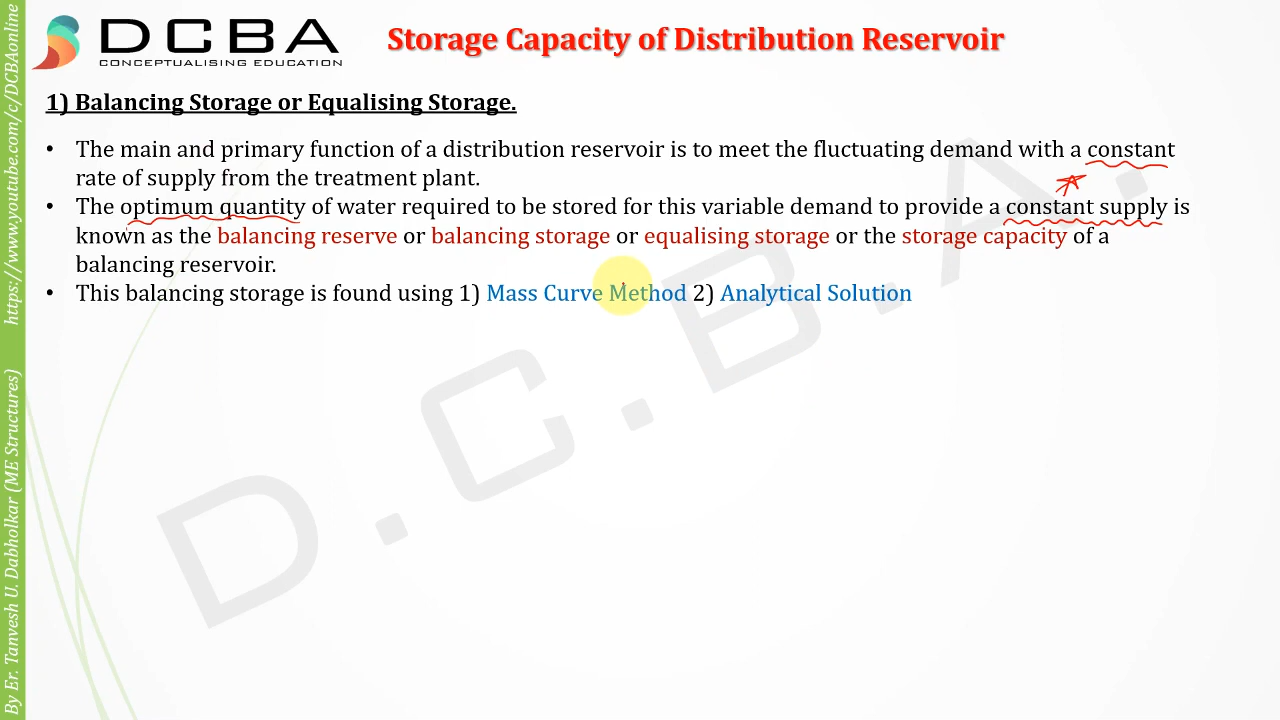 DCBA
CONCEPTUALISING EDUCATION
Storage Capacity of Distribution Reservoir
1) Balancing Storage or Equalising Storage.
• The main and primary function of a distribution reservoir is to meet the fluctuating demand with a constant
rate of supply from the treatment plant.
• The optimum quantity of water required to be stored for this variable demand to provide a constant supply is
known as the balancing reserve or balancing storage or equalising storage or the storage capacity of a
balancing reservoir.
• This balancing storage is found using 1) Mass Curve Method 2) Analytical Solution
D.C.B.A.
By Er. Tanvesh U. Dabholkar (ME Structures) https://www.youtube.com/c/DCBAonline